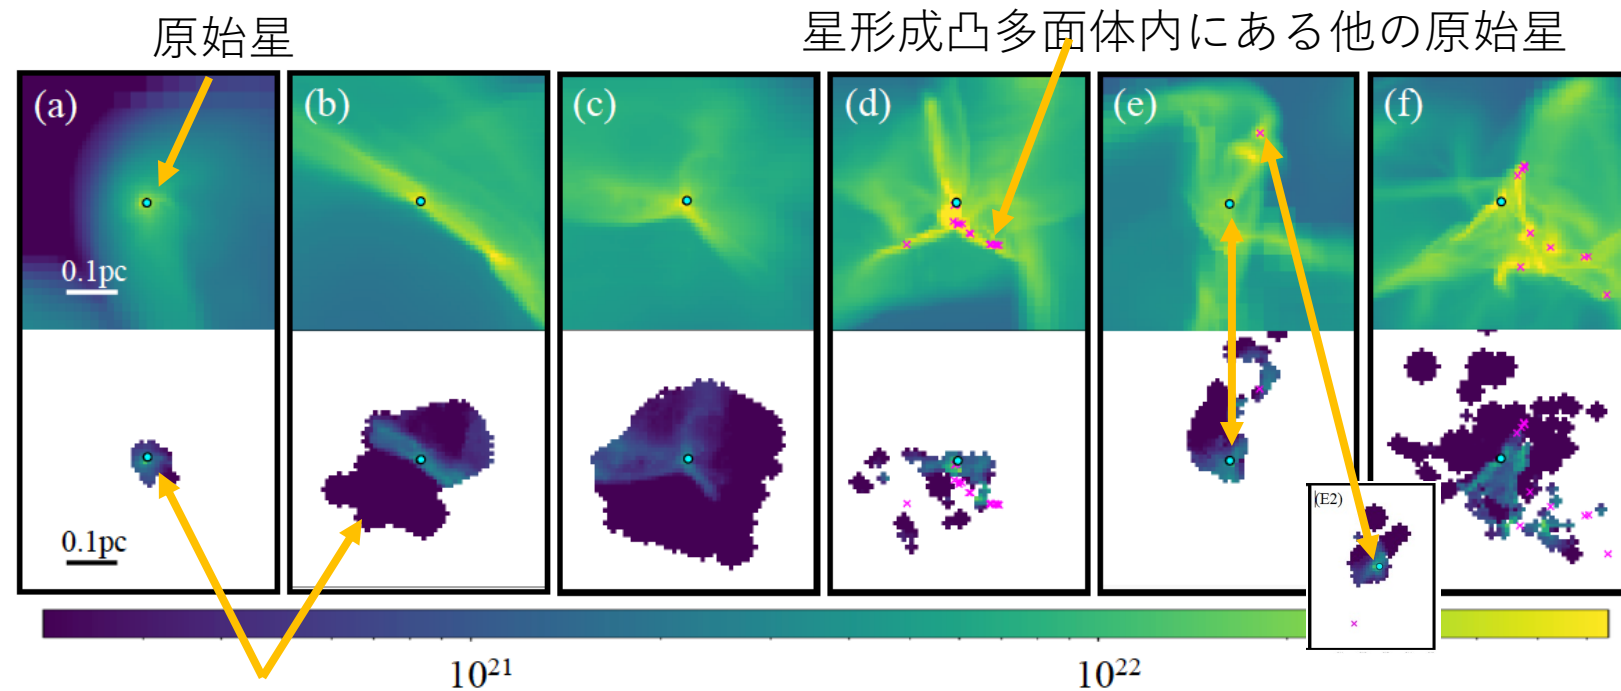 原始星
星形成凸多面体内にある他の原始星
(a)
(b)
(c)
(d)
(e)
(f)
0.1pc
0.1pc
(E2)
10²¹
10²²